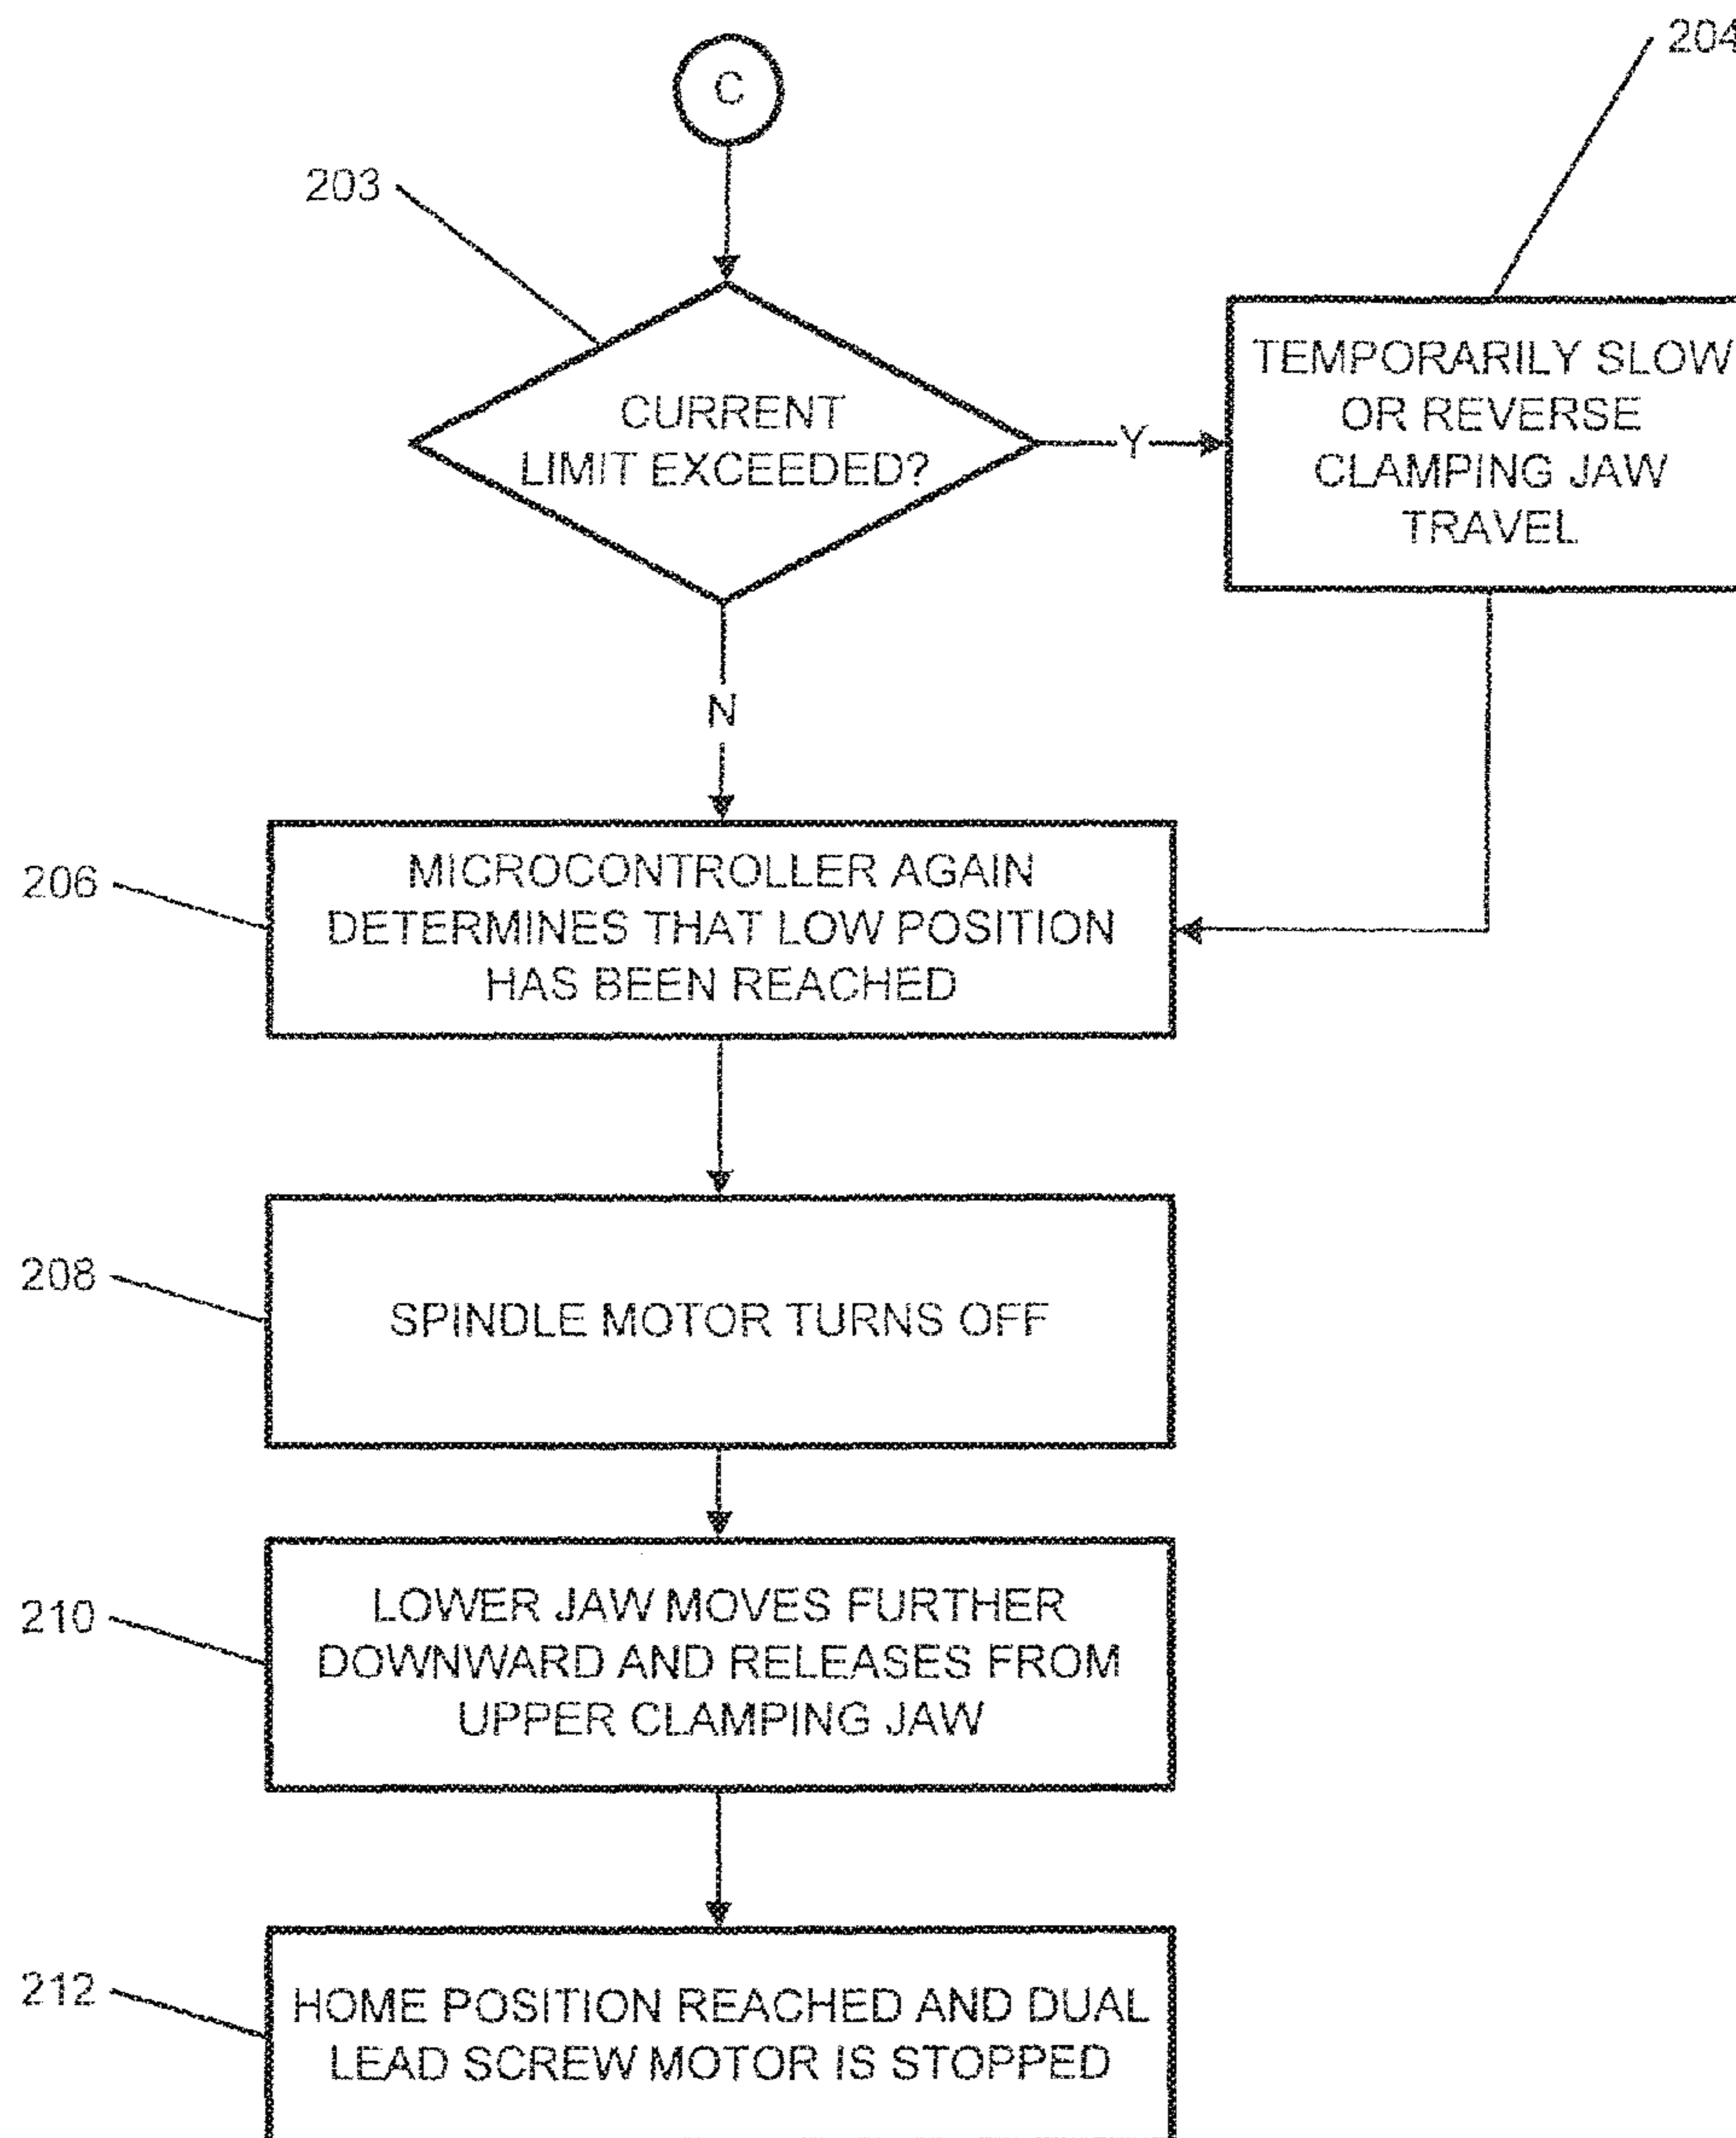 C
203
204
CURRENT
LIMIT EXCEEDED?
Y
TEMPORARILY SLOW
OR REVERSE
CLAMPING JAW
TRAVEL
N
206
MICROCONTROLLER AGAIN
DETERMINES THAT LOW POSITION
HAS BEEN REACHED
208
SPINDLE MOTOR TURNS OFF
210
LOWER JAW MOVES FURTHER
DOWNWARD AND RELEASES FROM
UPPER CLAMPING JAW
212
HOME POSITION REACHED AND DUAL
LEAD SCREW MOTOR IS STOPPED